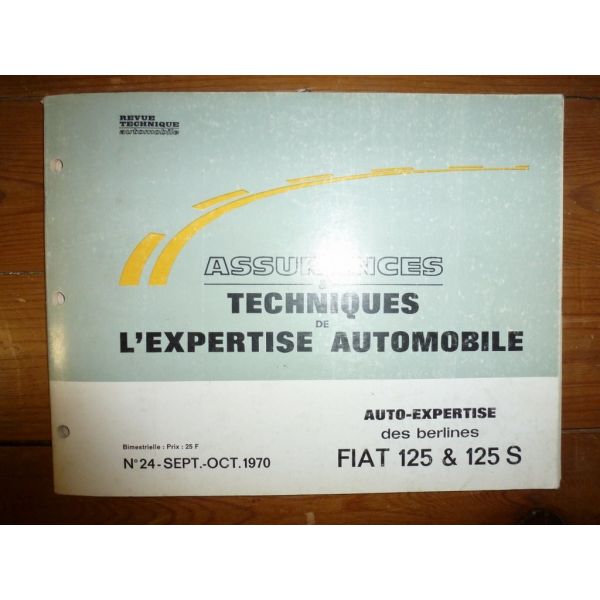 REVUE
TECHNIQUE
automobile
ASSURANCES
&
TECHNIQUES
DE
L'EXPERTISE AUTOMOBILE
AUTO-EXPERTISE
des berlines
FIAT 125 & 125 S
Bimestrielle : Prix : 25 F
N°24-SEPT.-OCT.1970